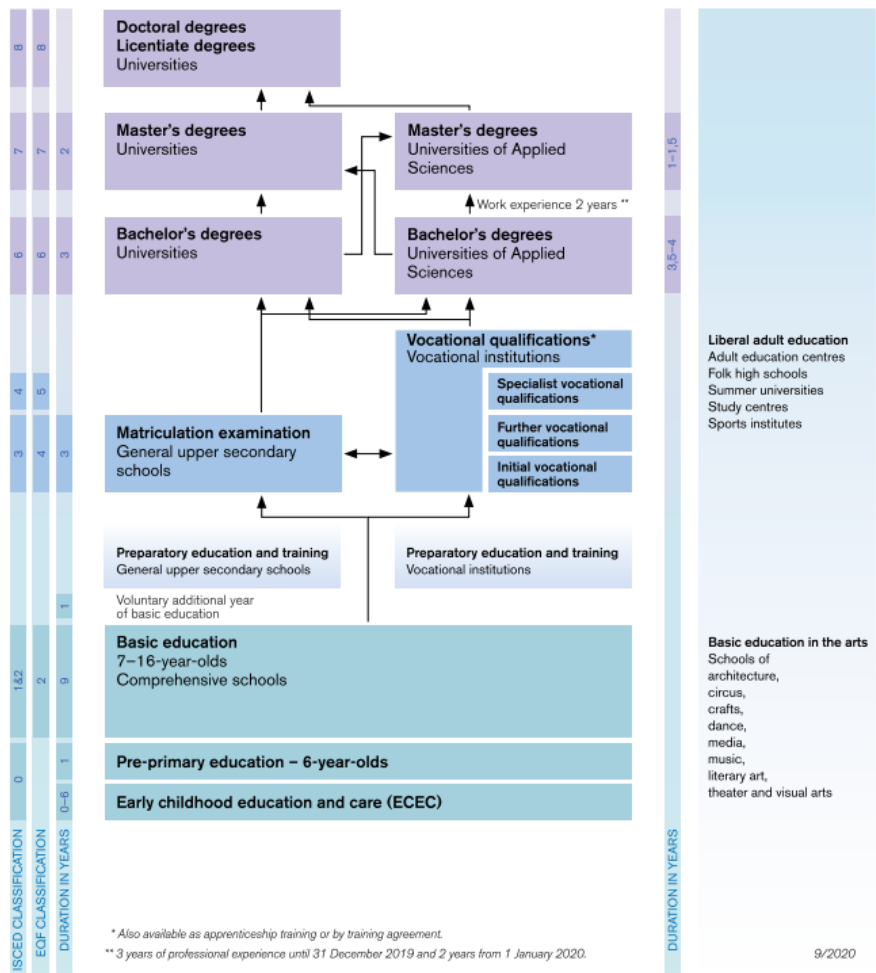 Doctoral degrees
Licentiate degrees
Universities
8
8
Master's degrees
Universities
Master's degrees
Universities of Applied
Sciences
7
7
2
1–1,5
Work experience 2 years **
Bachelor's degrees
Universities
Bachelor's degrees
Universities of Applied
Sciences
6
6
3
3,5–4
Vocational qualifications*
Vocational institutions
Specialist vocational
qualifications
Further vocational
qualifications
Initial vocational
qualifications
4
5
Matriculation examination
General upper secondary
schools
3
4
3
Preparatory education and training
General upper secondary schools
Preparatory education and training
Vocational institutions
Voluntary additional year
of basic education
1
Basic education
7–16-year-olds
Comprehensive schools
1&2
2
9
Pre-primary education – 6-year-olds
1
0
Early childhood education and care (ECEC)
0–6
ISCED CLASSIFICATION
EQF CLASSIFICATION
DURATION IN YEARS
DURATION IN YEARS
Liberal adult education
Adult education centres
Folk high schools
Summer universities
Study centres
Sports institutes
Basic education in the arts
Schools of
architecture,
circus,
crafts,
dance,
media,
music,
literary art,
theater and visual arts
* Also available as apprenticeship training or by training agreement.
** 3 years of professional experience until 31 December 2019 and 2 years from 1 January 2020.
9/2020